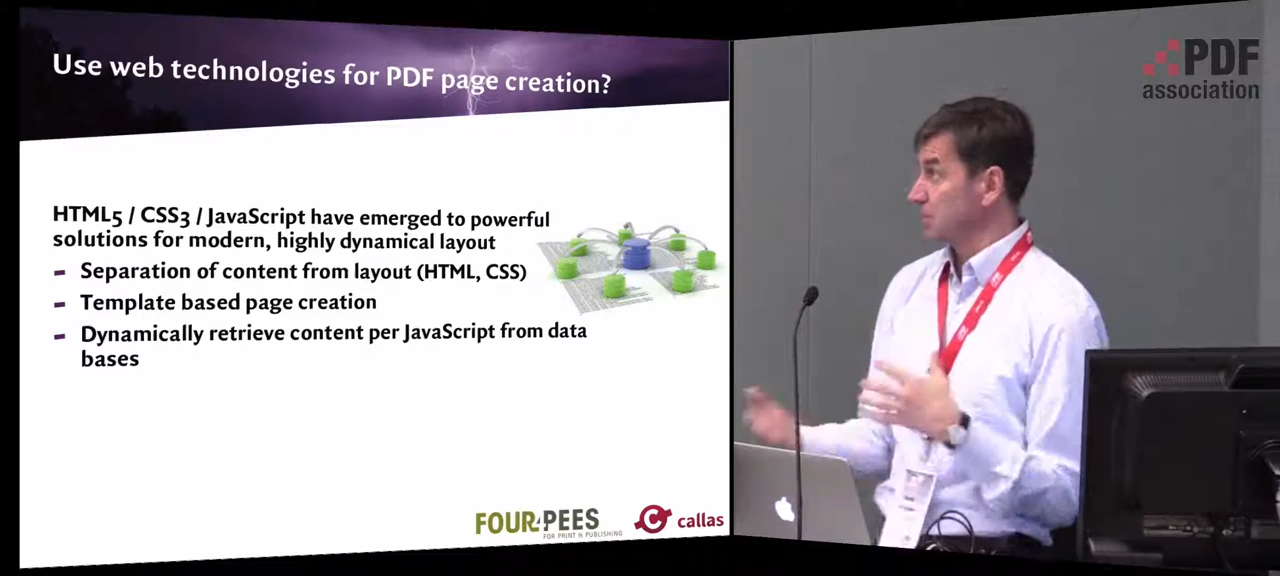 Use web technologies for PDF page creation?
PDF
association
HTML5 / CSS3 / JavaScript have emerged to powerful
solutions for modern, highly dynamical layout
Separation of content from layout (HTML, CSS)
Template based page creation
Dynamically retrieve content per JavaScript from data
bases
FOUR4PEES
FOR PRINT & PUBLISHING
callas